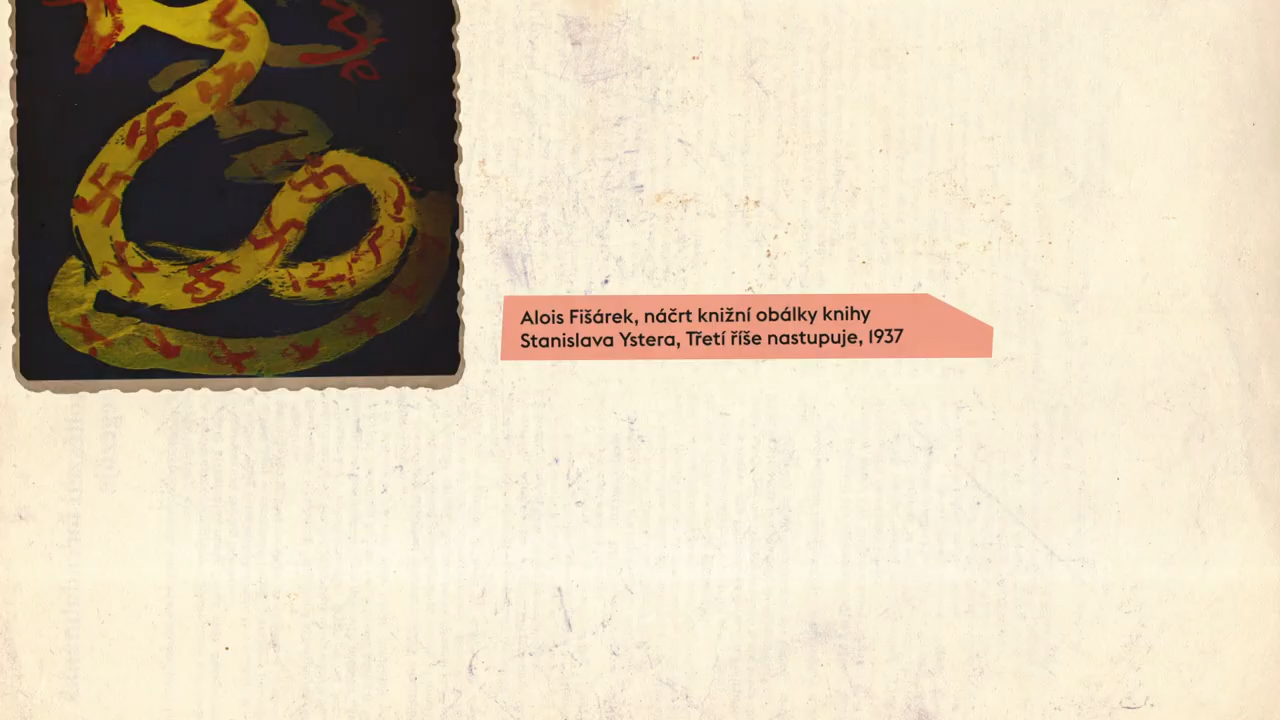 Alois Fišárek, náčrt knižní obálky knihy
Stanislava Ystera, Třetí říše nastupuje, 1937